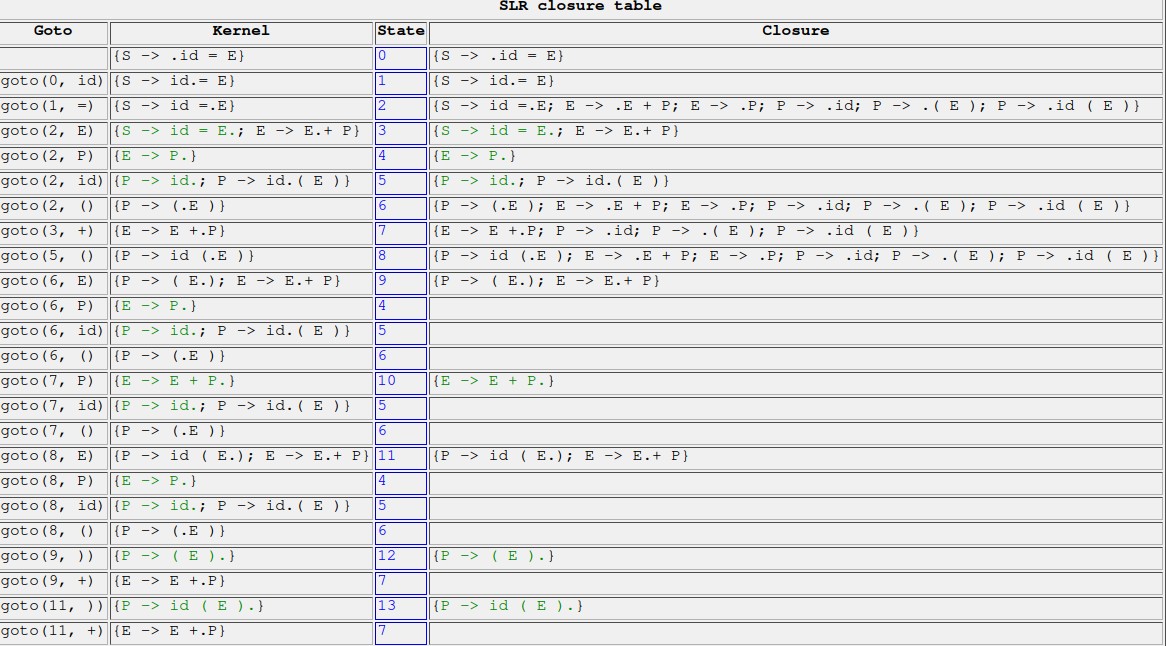 SLR closure table
Goto Kernel State Closure
{S -> .id = E} 0 {S -> .id = E}
goto(0, id) {S -> id.= E} 1 {S -> id.= E}
goto(1, =) {S -> id =.E} 2 {S -> id =.E; E -> .E + P; E -> .P; P -> .id; P -> .( E ); P -> .id ( E )}
goto(2, E) {S -> id = E.; E -> E.+ P} 3 {S -> id = E.; E -> E.+ P}
goto(2, P) {E -> P.} 4 {E -> P.}
goto(2, id) {P -> id.; P -> id.( E )} 5 {P -> id.; P -> id.( E )}
goto(2, () {P -> (.E )} 6 {P -> (.E ); E -> .E + P; E -> .P; P -> .id; P -> .( E ); P -> .id ( E )}
goto(3, +) {E -> E +.P} 7 {E -> E +.P; P -> .id; P -> .( E ); P -> .id ( E )}
goto(5, () {P -> id (.E )} 8 {P -> id (.E ); E -> .E + P; E -> .P; P -> .id; P -> .( E ); P -> .id ( E )}
goto(6, E) {P -> ( E.); E -> E.+ P} 9 {P -> ( E.); E -> E.+ P}
goto(6, P) {E -> P.} 4
goto(6, id) {P -> id.; P -> id.( E )} 5
goto(6, () {P -> (.E )} 6
goto(7, P) {E -> E + P.} 10 {E -> E + P.}
goto(7, id) {P -> id.; P -> id.( E )} 5
goto(7, () {P -> (.E )} 6
goto(8, E) {P -> id ( E.); E -> E.+ P} 11 {P -> id ( E.); E -> E.+ P}
goto(8, P) {E -> P.} 4
goto(8, id) {P -> id.; P -> id.( E )} 5
goto(8, () {P -> (.E )} 6
goto(9, )) {P -> ( E ).} 12 {P -> ( E ).}
goto(9, +) {E -> E +.P} 7
goto(11, )) {P -> id ( E ).} 13 {P -> id ( E ).}
goto(11, +) {E -> E +.P} 7